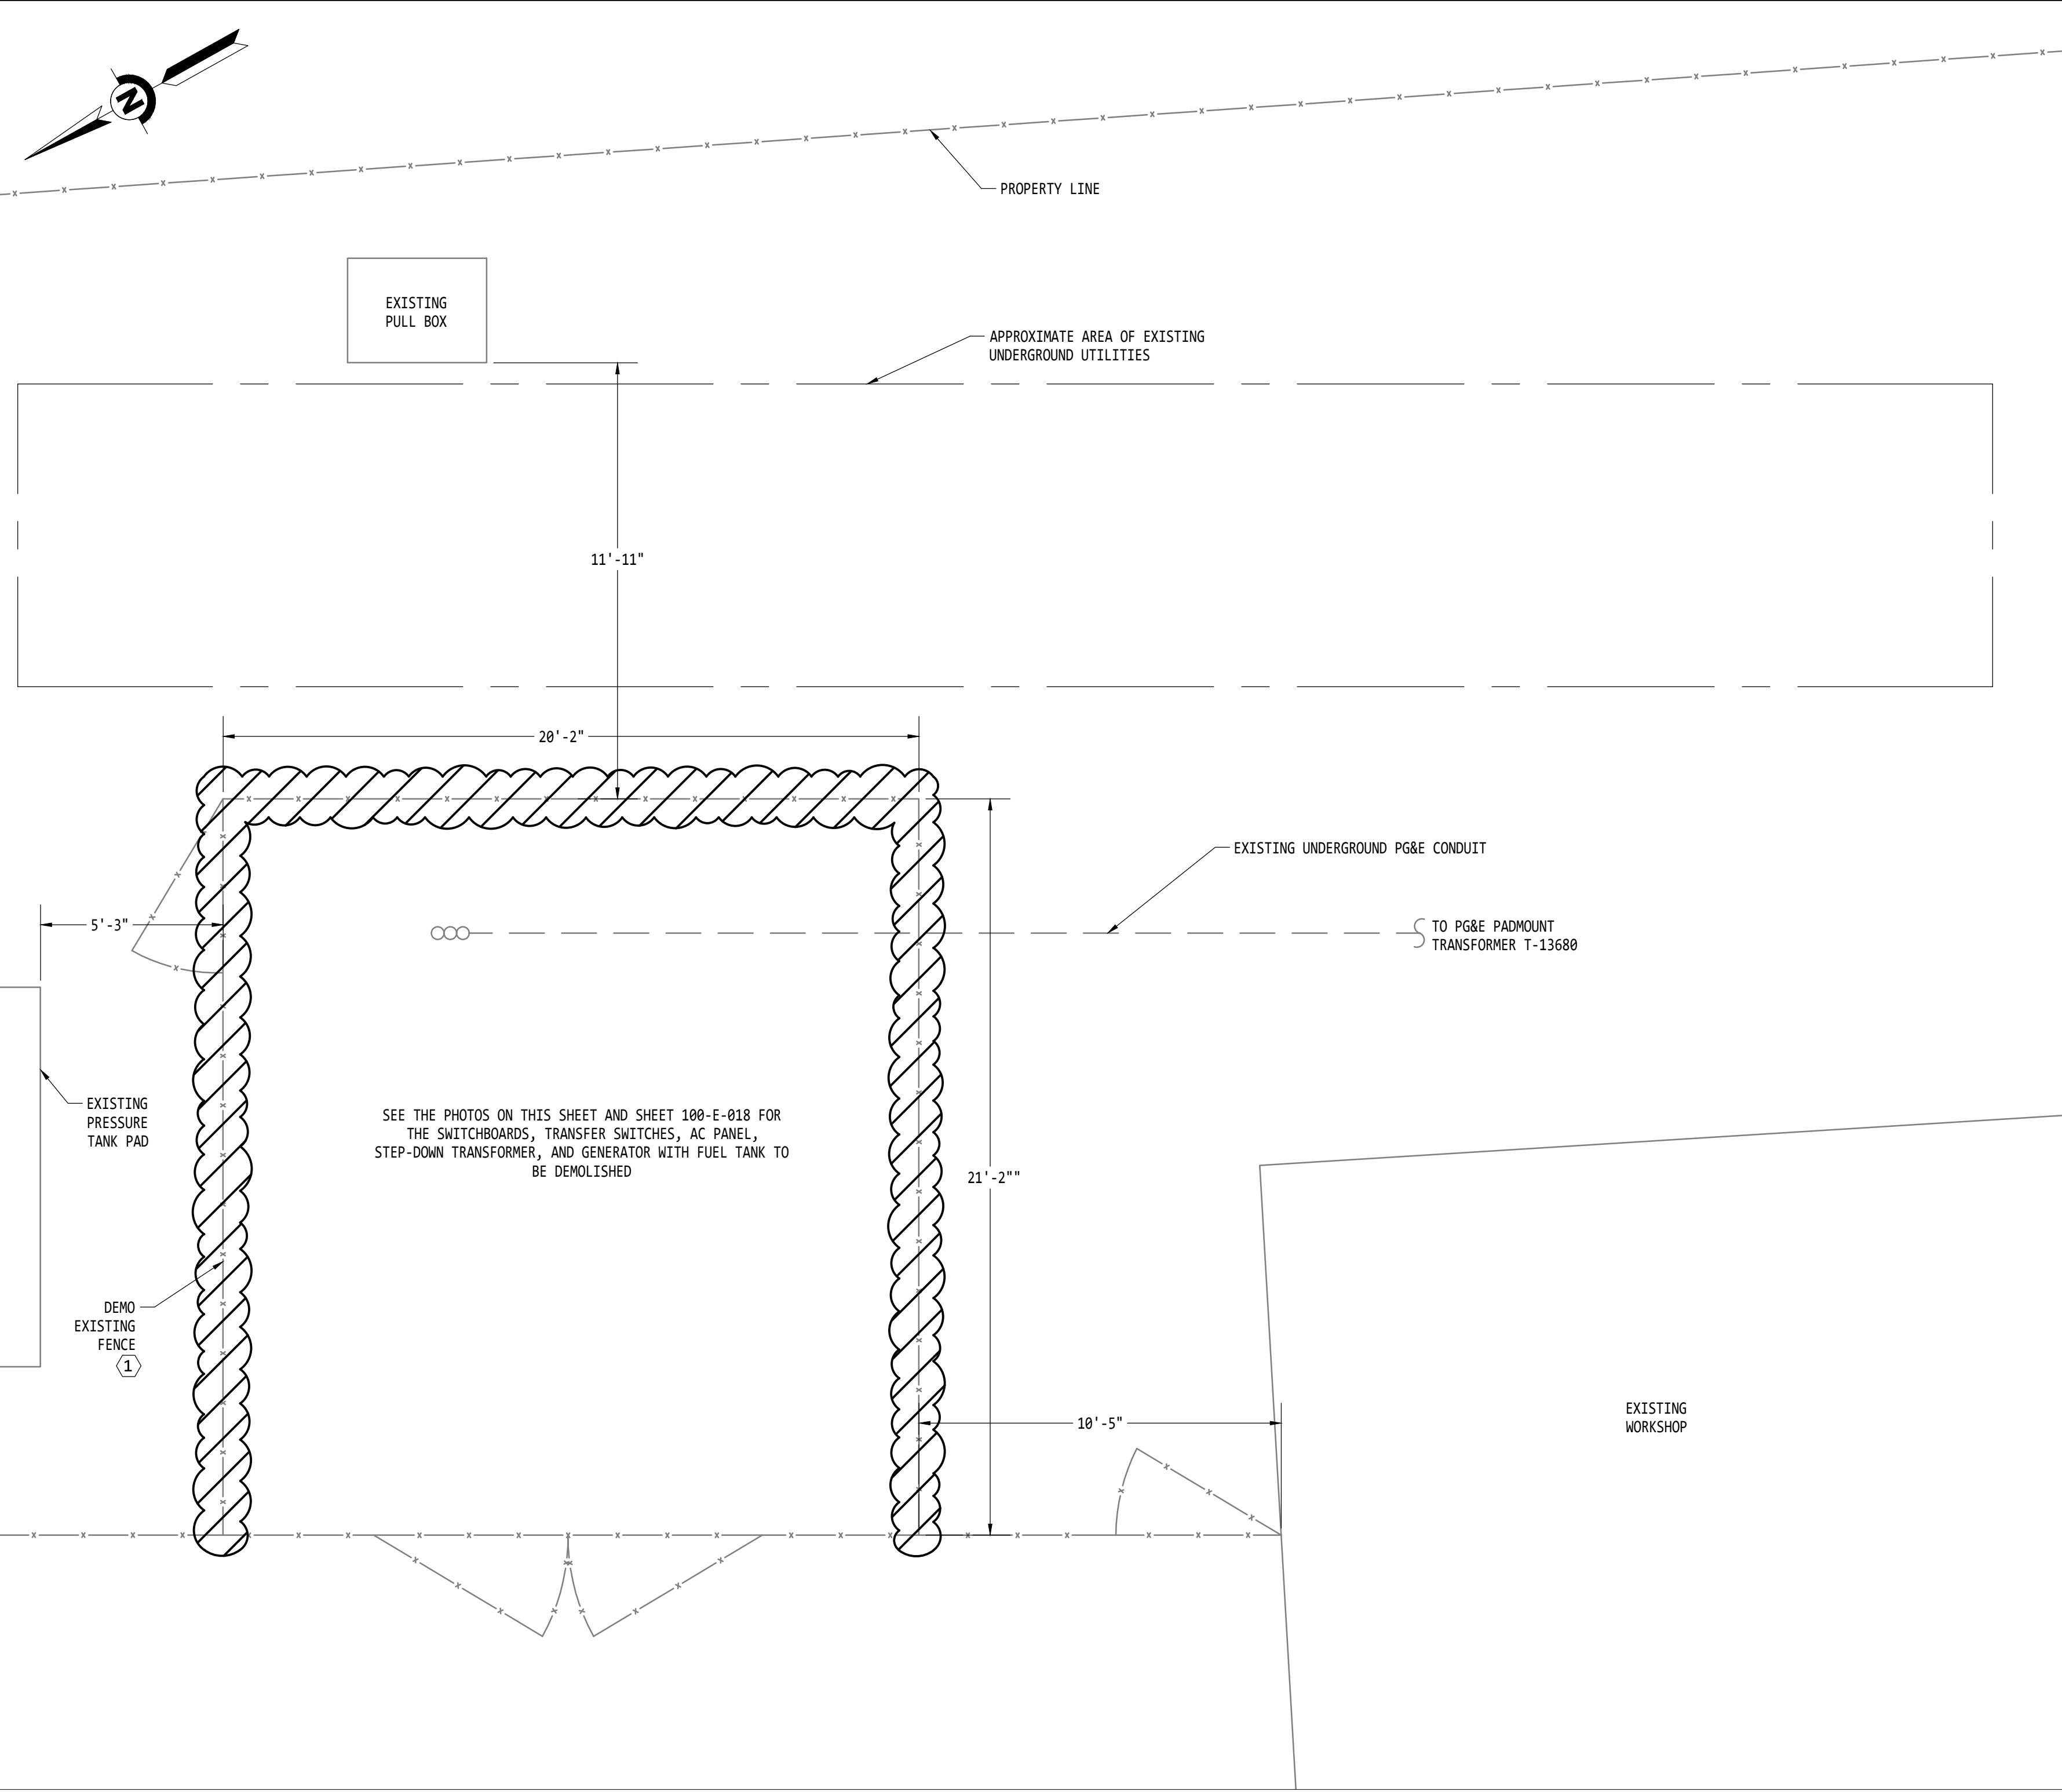 N
PROPERTY LINE
EXISTING
PULL BOX
APPROXIMATE AREA OF EXISTING
UNDERGROUND UTILITIES
11'-11"
20'-2"
EXISTING UNDERGROUND PG&E CONDUIT
5'-3"
TO PG&E PADMOUNT
TRANSFORMER T-13680
EXISTING
PRESSURE
TANK PAD
SEE THE PHOTOS ON THIS SHEET AND SHEET 100-E-018 FOR
THE SWITCHBOARDS, TRANSFER SWITCHES, AC PANEL,
STEP-DOWN TRANSFORMER, AND GENERATOR WITH FUEL TANK TO
BE DEMOLISHED
21'-2""
DEMO
EXISTING
FENCE
1
10'-5"
EXISTING
WORKSHOP